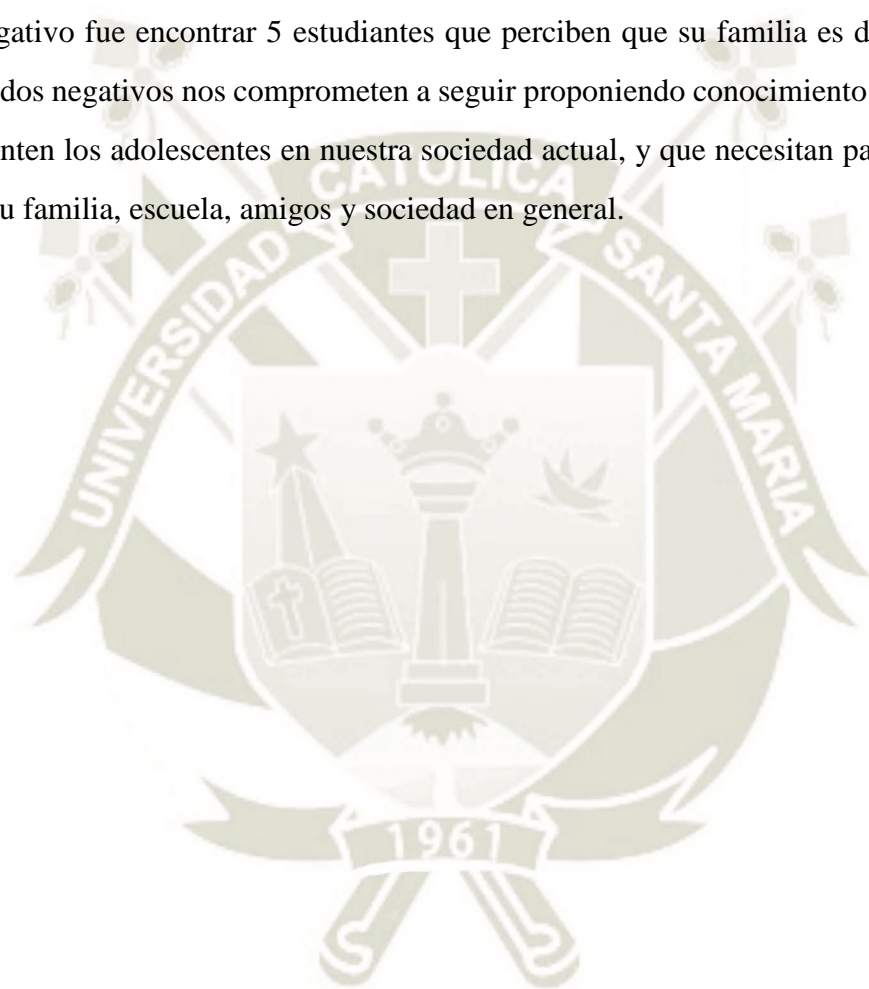 gativo fue encontrar 5 estudiantes que perciben que su familia es d
dos negativos nos comprometen a seguir proponiendo conocimiento
nten los adolescentes en nuestra sociedad actual, y que necesitan pa
u familia, escuela, amigos y sociedad en general.
UNIVERSIDAD CATOLICA SANTA MARIA
1961